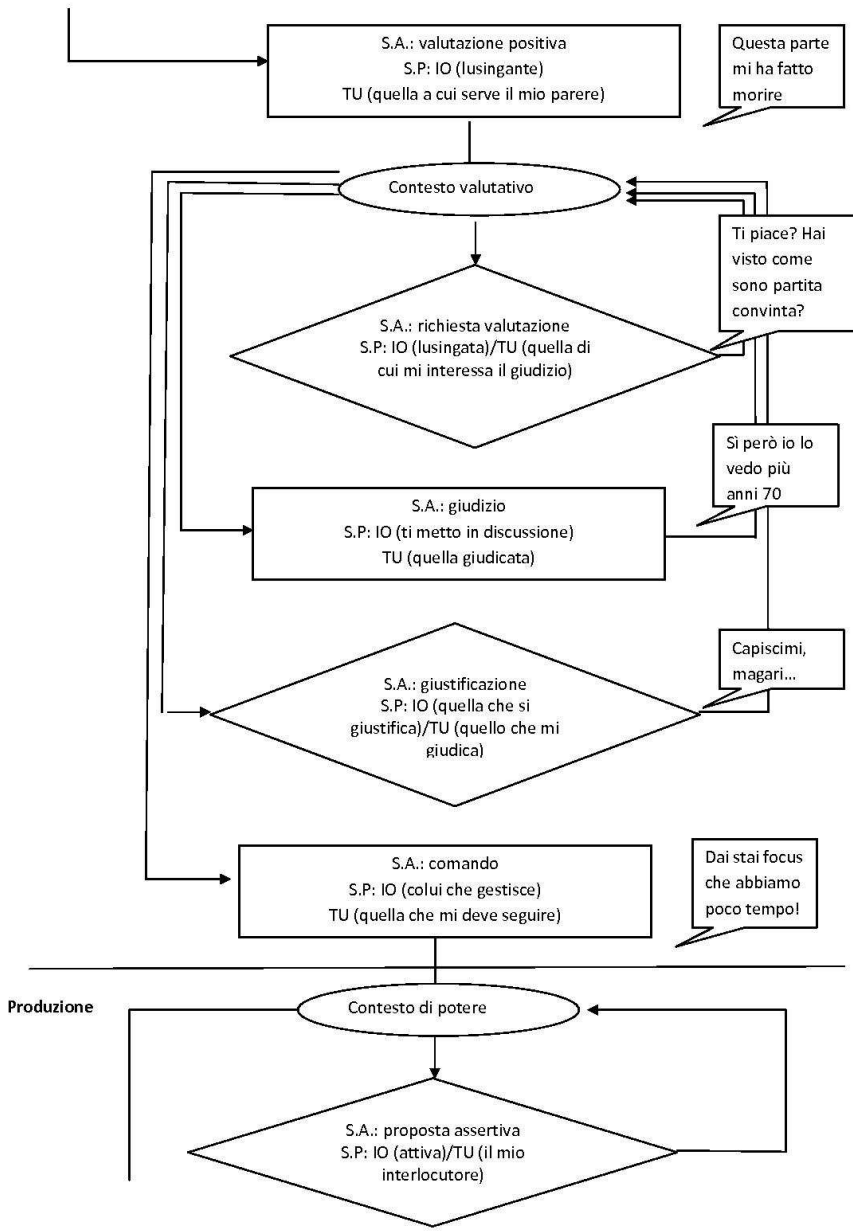 S.A.: valutazione positiva
S.P: IO (lusingante)
TU (quella a cui serve il mio parere)
Questa parte
mi ha fatto
morire
Contesto valutativo
Ti piace? Hai
visto come
sono partita
convinta?
S.A.: richiesta valutazione
S.P: IO (lusingata)/TU (quella di
cui mi interessa il giudizio)
Sì però io lo
vedo più
anni 70
S.A.: giudizio
S.P: IO (ti metto in discussione)
TU (quella giudicata)
Capiscimi,
magari...
S.A.: giustificazione
S.P: IO (quella che si
giustifica)/TU (quello che mi
giudica)
S.A.: comando
S.P: IO (colui che gestisce)
TU (quella che mi deve seguire)
Dai stai focus
che abbiamo
poco tempo!
Produzione
Contesto di potere
S.A.: proposta assertiva
S.P: IO (attiva)/TU (il mio
interlocutore)